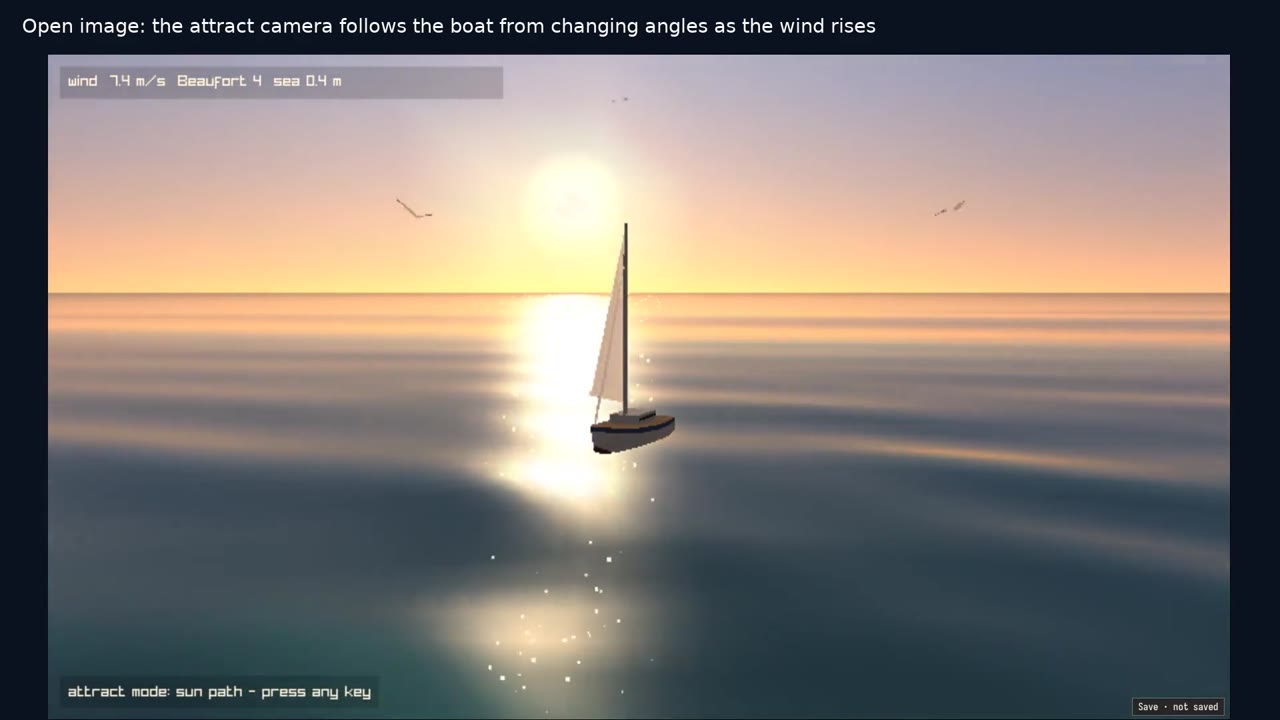 Open image: the attract camera follows the boat from changing angles as the wind rises
wind 7.4 m/s Beaufort 4 sea 0.4 m
attract mode: sun path - press any key
Save · not saved